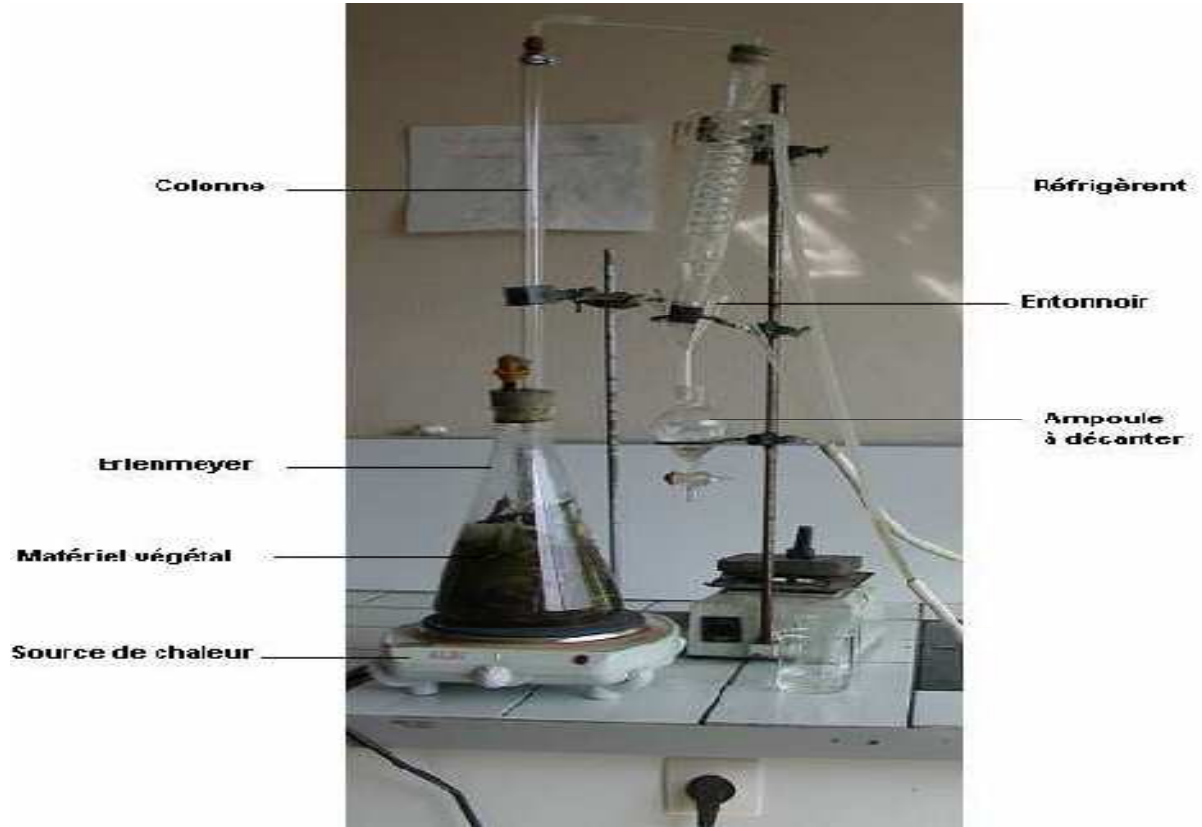 Colonne
Réfrigèrent
Entonnoir
Ampoule
à décanter
Erlenmeyer
Matériel végétal
Source de chaleur